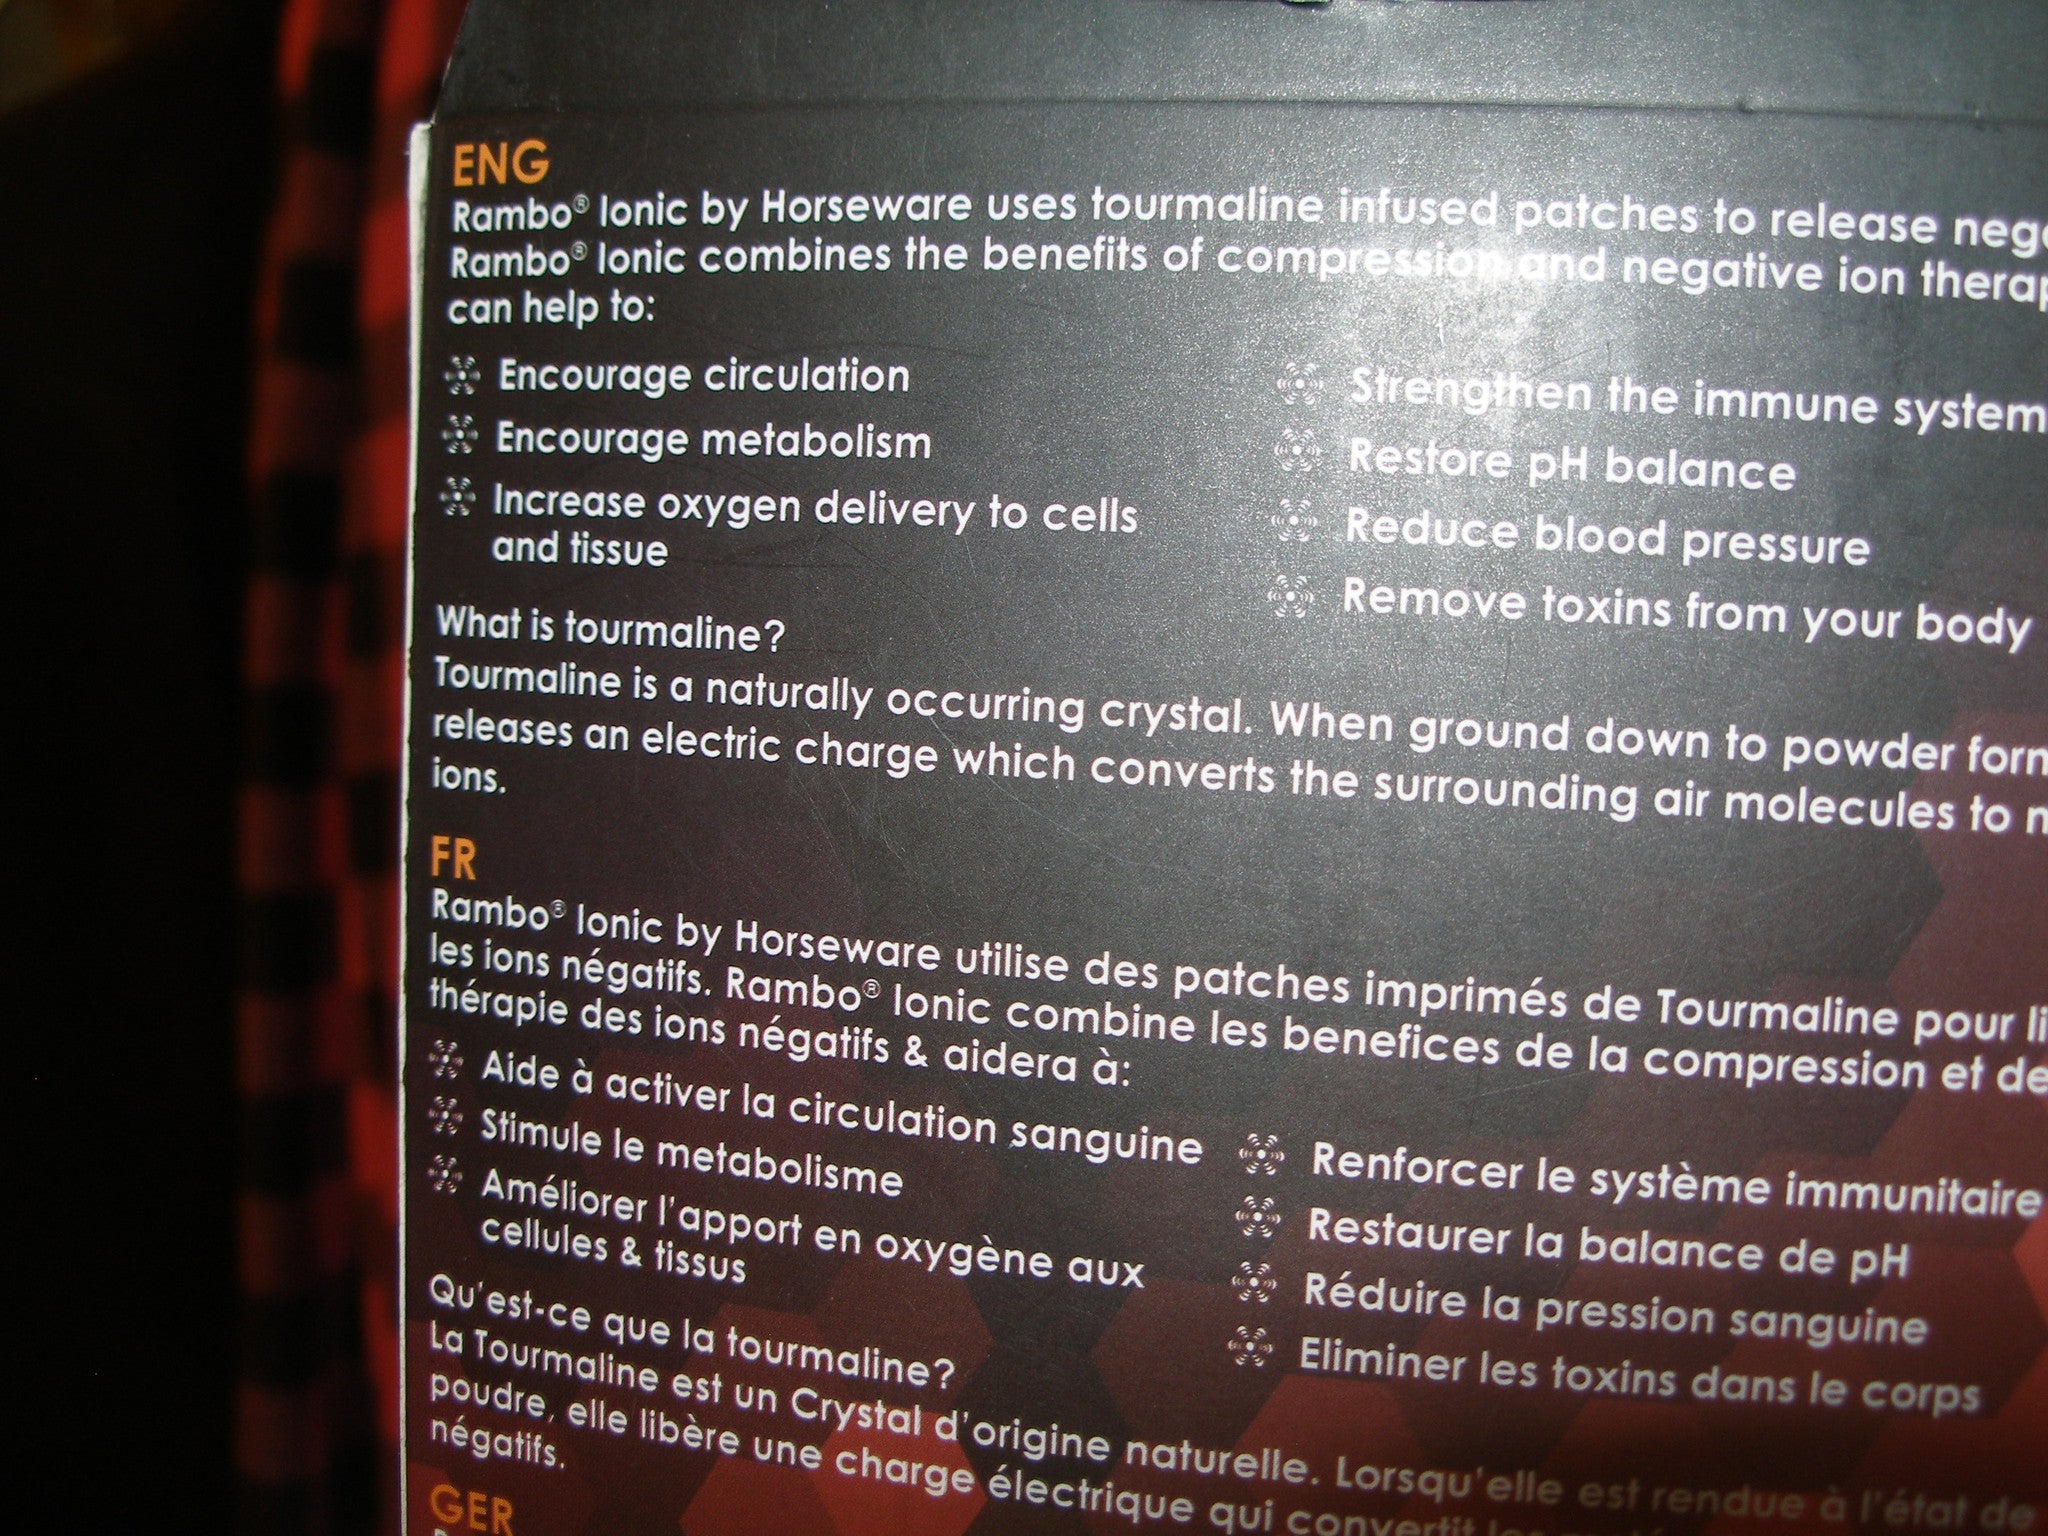 ENG
Rambo® Ionic by Horseware uses tourmaline infused patches to release
Rambo® Ionic combines the benefits of compression and negative ion
can help to:
Encourage circulation
Encourage metabolism
Increase oxygen delivery to cells
and tissue
Strengthen the immune system
Restore pH balance
Reduce blood pressure
Remove toxins from your body
What is tourmaline?
Tourmaline is a naturally occurring crystal. When ground down to powder
releases an electric charge which converts the surrounding air molecules to
ions.
FR
Rambo® Ionic by Horseware utilise des patches imprimés de Tourmaline pour
les ions négatifs. Rambo® Ionic combine les benefices de la compression et
thérapie des ions négatifs & aidera à:
Aide à activer la circulation sanguine
Stimule le metabolisme
Améliorer l'apport en oxygène aux
cellules & tissus
Renforcer le système immunitaire
Restaurer la balance de pH
Réduire la pression sanguine
Eliminer les toxins dans le corps
Qu'est-ce que la tourmaline?
La Tourmaline est un Crystal d'origine naturelle. Lorsqu'elle est rendue à l'état de
poudre, elle libère une charge électrique qui convertit
négatifs.
GER